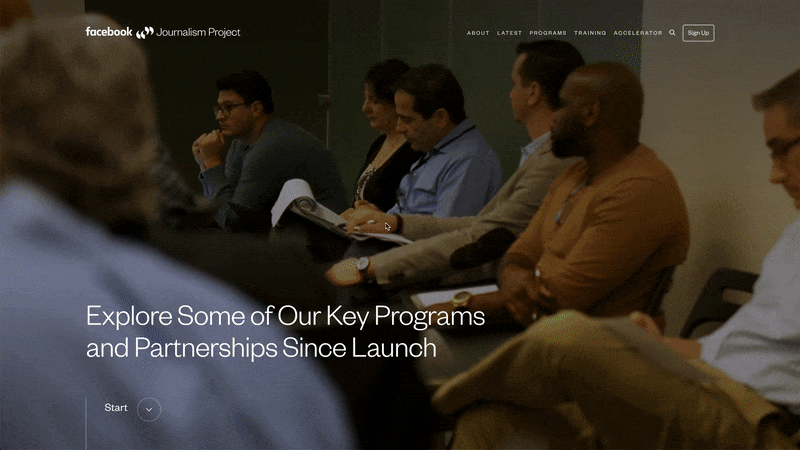 facebook Journalism Project
ABOUT LATEST PROGRAMS TRAINING ACCELERATOR Sign Up
Explore Some of Our Key Programs
and Partnerships Since Launch
Start